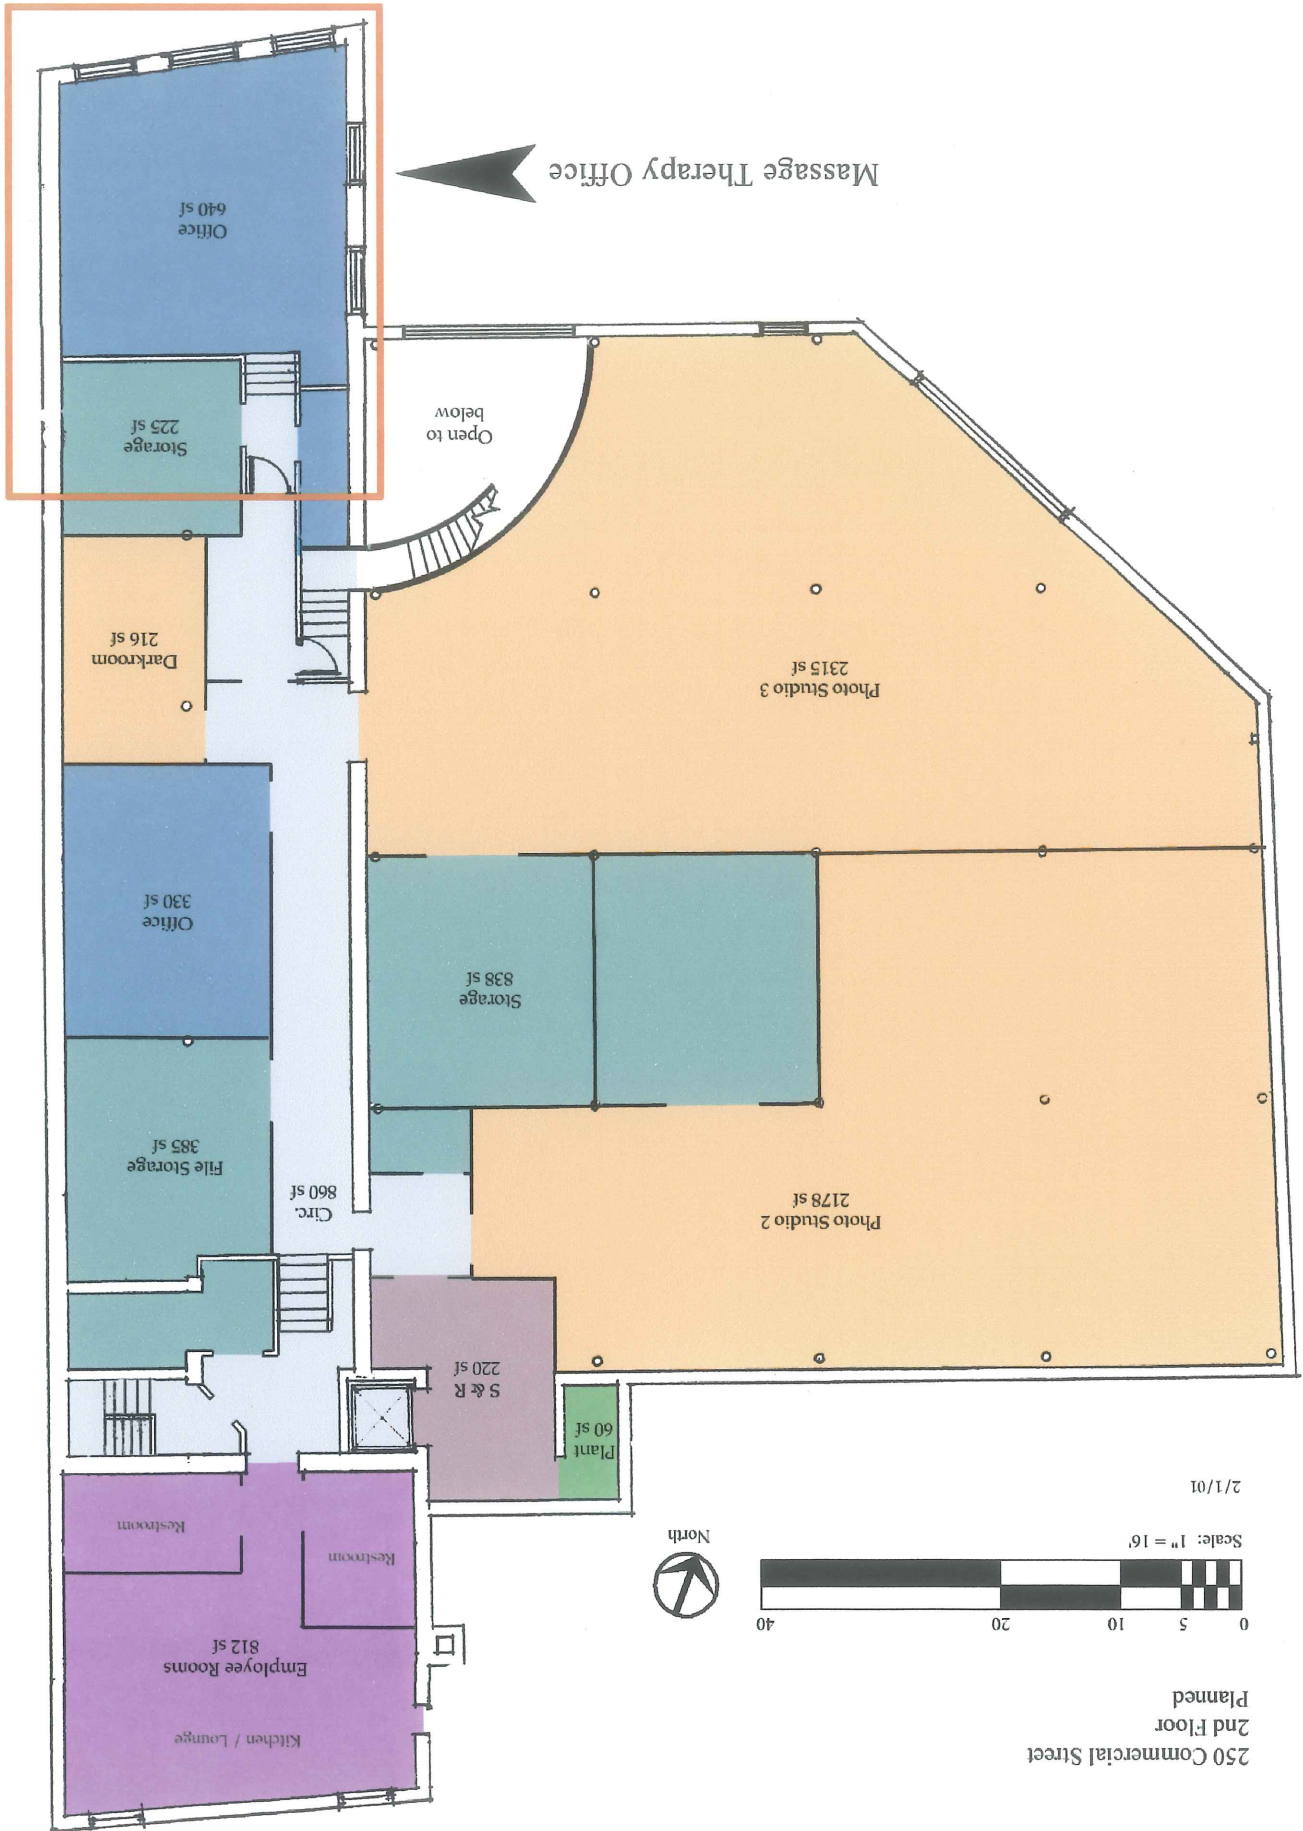 250 Commercial Street
2nd Floor
Planned
0 5 10 20 40
Scale: 1" = 16'
North
2/1/01
Kitchen / Lounge
Employee Rooms
812 sf
Restroom
Restroom
Plant
60 sf
S & R
220 sf
Photo Studio 2
2178 sf
Circ.
860 sf
File Storage
385 sf
Storage
838 sf
Office
330 sf
Photo Studio 3
2315 sf
Darkroom
216 sf
Open to
below
Storage
225 sf
Office
640 sf
Massage Therapy Office